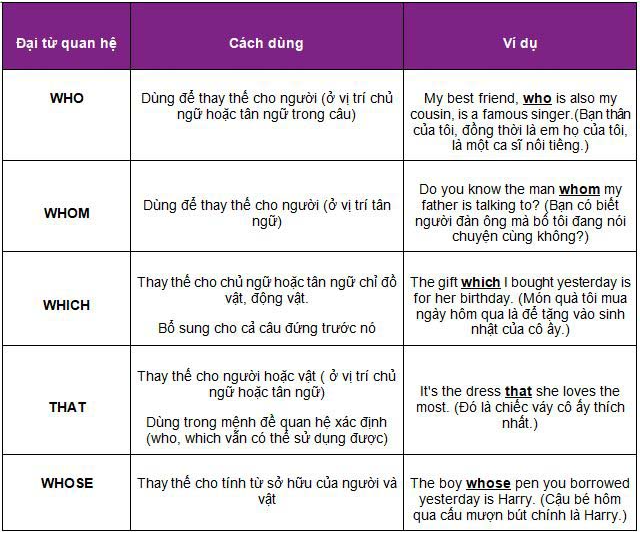 Đại từ quan hệ
Cách dùng
Ví dụ
WHO
Dùng để thay thế cho người (ở vị trí chủ
ngữ hoặc tân ngữ trong câu)
My best friend, who is also my
cousin, is a famous singer.(Bạn thân
của tôi, đồng thời là em họ của tôi,
là một ca sĩ nổi tiếng.)
WHOM
Dùng để thay thế cho người (ở vị trí tân
ngữ)
Do you know the man whom my
father is talking to? (Bạn có biết
người đàn ông mà bố tôi đang nói
chuyện cùng không?)
WHICH
Thay thế cho chủ ngữ hoặc tân ngữ chỉ đồ
vật, động vật.
Bổ sung cho cả câu đứng trước nó
The gift which I bought yesterday is
for her birthday. (Món quà tôi mua
ngày hôm qua là để tặng vào sinh
nhật của cô ấy.)
THAT
Thay thế cho người hoặc vật ( ở vị trí chủ
ngữ hoặc tân ngữ)
Dùng trong mệnh đề quan hệ xác định
(who, which vẫn có thể sử dụng được)
It's the dress that she loves the
most. (Đó là chiếc váy cô ấy thích
nhất.)
WHOSE
Thay thế cho tính từ sở hữu của người và
vật
The boy whose pen you borrowed
yesterday is Harry. (Cậu bé hôm
qua cấu mượn bút chính là Harry.)